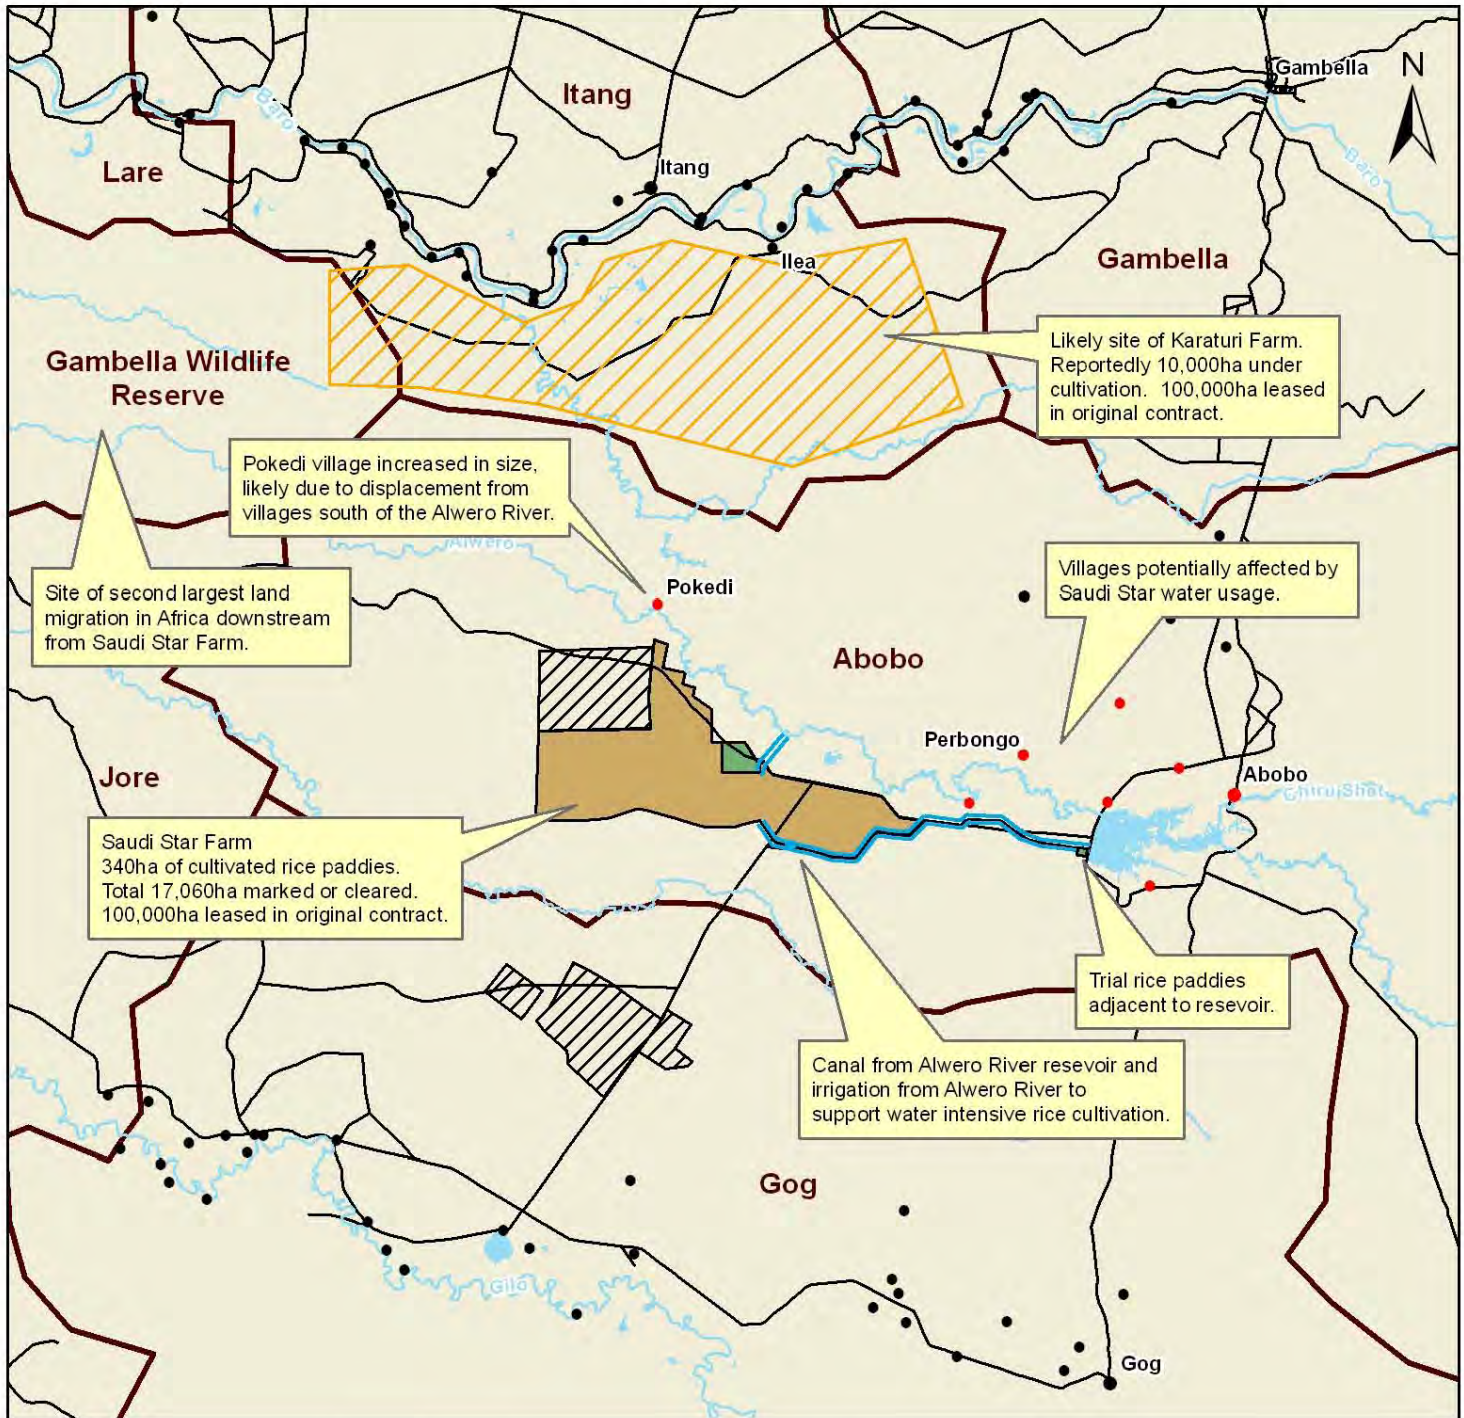 Gambella
N
Itang
Baro
Lare
Itang
Baro
Ilea
Gambella
Gambella Wildlife
Reserve
Likely site of Karaturi Farm.
Reportedly 10,000ha under
cultivation. 100,000ha leased
in original contract.
Pokedi village increased in size,
likely due to displacement from
villages south of the Alwero River.
Alwero
Site of second largest land
migration in Africa downstream
from Saudi Star Farm.
Pokedi
Villages potentially affected by
Saudi Star water usage.
Abobo
Perbongo
Jore
Abobo
Saudi Star Farm
340ha of cultivated rice paddies.
Total 17,060ha marked or cleared.
100,000ha leased in original contract.
Trial rice paddies
adjacent to resevoir.
Canal from Alwero River resevoir and
irrigation from Alwero River to
support water intensive rice cultivation.
Gog
Gilo
Gog